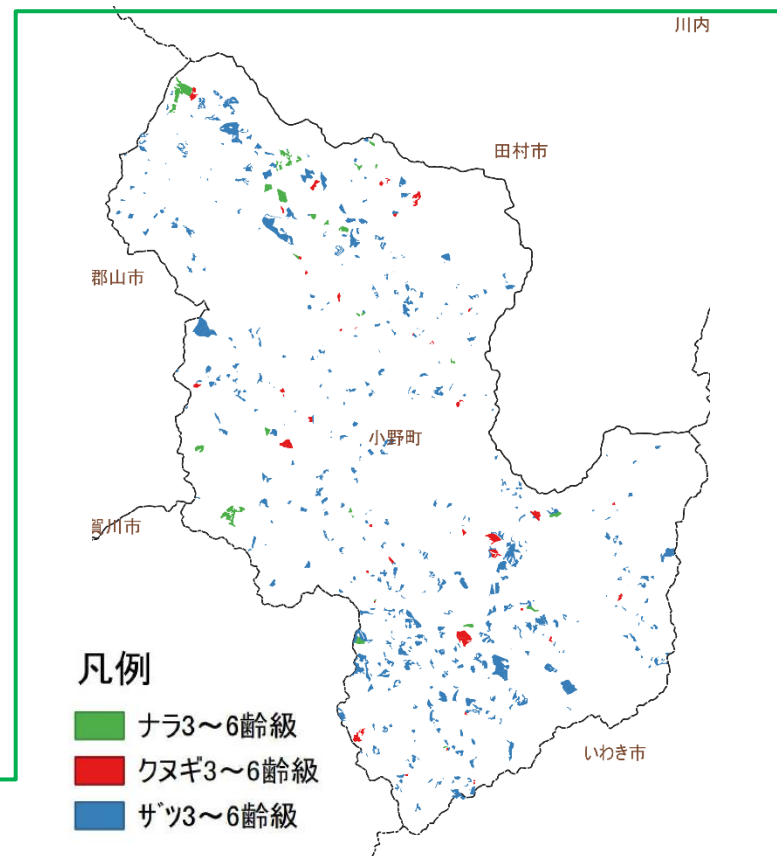 川内
田村市
郡山市
小野町
賀川市
いわき市
凡例
ナラ3～6齢級
クヌギ3～6齢級
ザツ3～6齢級